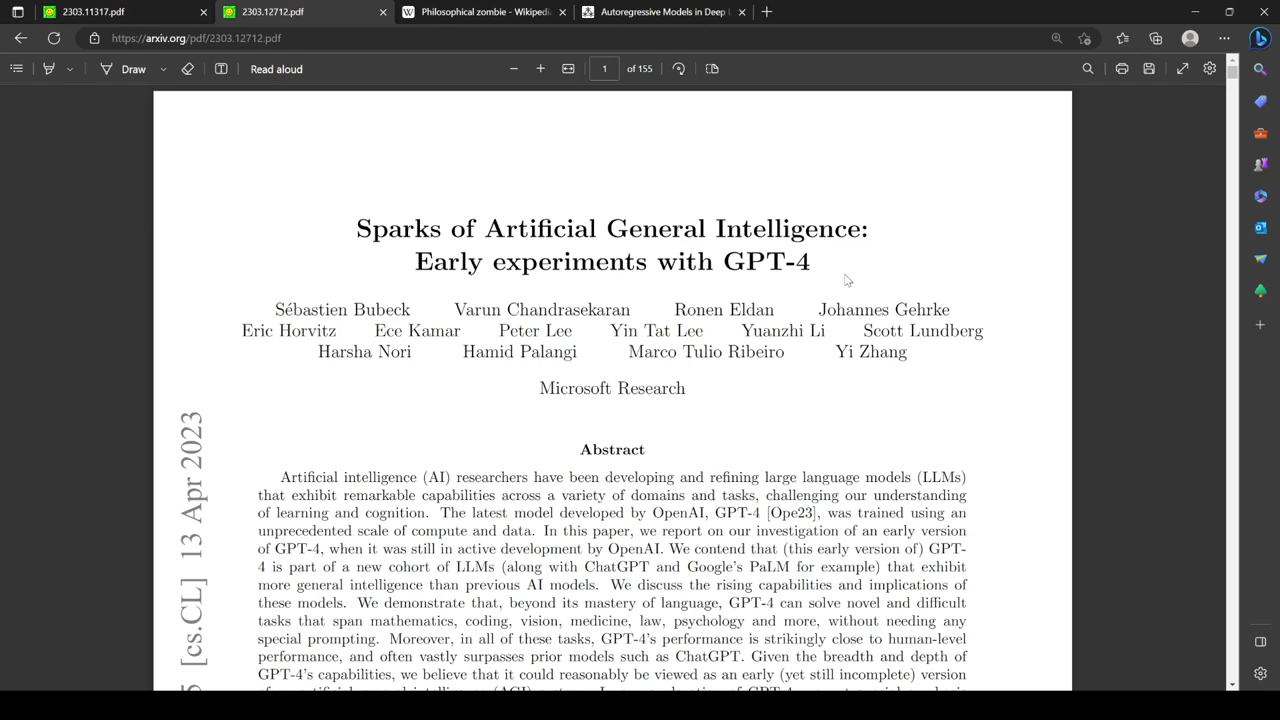 2303.11317.pdf
2303.12712.pdf
Philosophical zombie - Wikipedi
Autoregressive Models in Deep
https://arxiv.org/pdf/2303.12712.pdf
Draw
Read aloud
1
of 155
Sparks of Artificial General Intelligence:
Early experiments with GPT-4
Sébastien Bubeck Varun Chandrasekaran Ronen Eldan Johannes Gehrke
Eric Horvitz Ece Kamar Peter Lee Yin Tat Lee Yuanzhi Li Scott Lundberg
Harsha Nori Hamid Palangi Marco Tulio Ribeiro Yi Zhang
Microsoft Research
[cs.CL] 13 Apr 2023
Abstract
Artificial intelligence (AI) researchers have been developing and refining large language models (LLMs)
that exhibit remarkable capabilities across a variety of domains and tasks, challenging our understanding
of learning and cognition. The latest model developed by OpenAI, GPT-4 [Ope23], was trained using an
unprecedented scale of compute and data. In this paper, we report on our investigation of an early version
of GPT-4, when it was still in active development by OpenAI. We contend that (this early version of) GPT-
4 is part of a new cohort of LLMs (along with ChatGPT and Google's PaLM for example) that exhibit
more general intelligence than previous AI models. We discuss the rising capabilities and implications of
these models. We demonstrate that, beyond its mastery of language, GPT-4 can solve novel and difficult
tasks that span mathematics, coding, vision, medicine, law, psychology and more, without needing any
special prompting. Moreover, in all of these tasks, GPT-4's performance is strikingly close to human-level
performance, and often vastly surpasses prior models such as ChatGPT. Given the breadth and depth of
GPT-4's capabilities, we believe that it could reasonably be viewed as an early (yet still incomplete) version